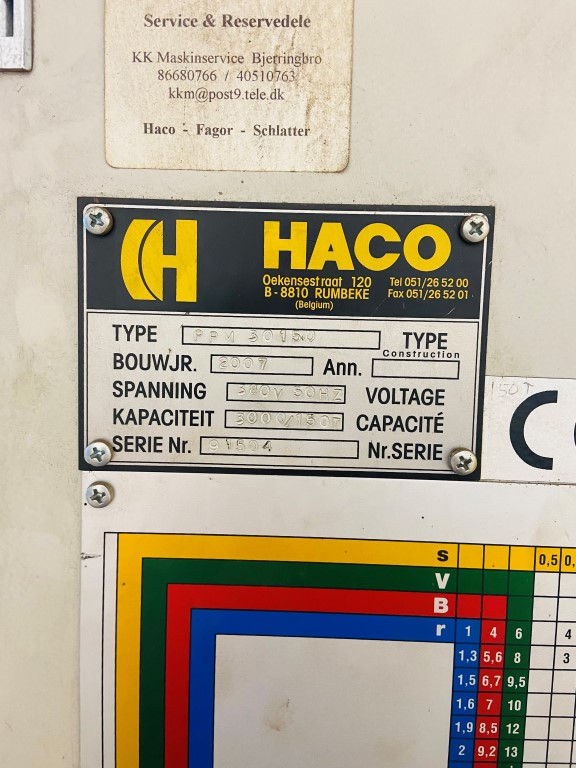 Service & Reservedele
KK Maskinservice Bjerringbro
86680766 / 40510763
kkm@post9.tele.dk
Haco - Fagor - Schlatter
HACO
Oekensestraat 120 Tel 051/26 52 00
B - 8810 RUMBEKE Fax 051/26 52 01
(Belgium)
TYPE PPM 30150 TYPE
Construction
BOUWJR. 2007 Ann.
SPANNING 380V 50HZ VOLTAGE
KAPACITEIT 3000/150T CAPACITÉ
SERIE Nr. 91504 Nr.SERIE
150T
s 0,5 0,
V
B
r 1 4 6 4
1,3 5,6 8 3
1,5 6,7 9,5
1,6 7 10
1,9 8,5 12
2 9,2 13